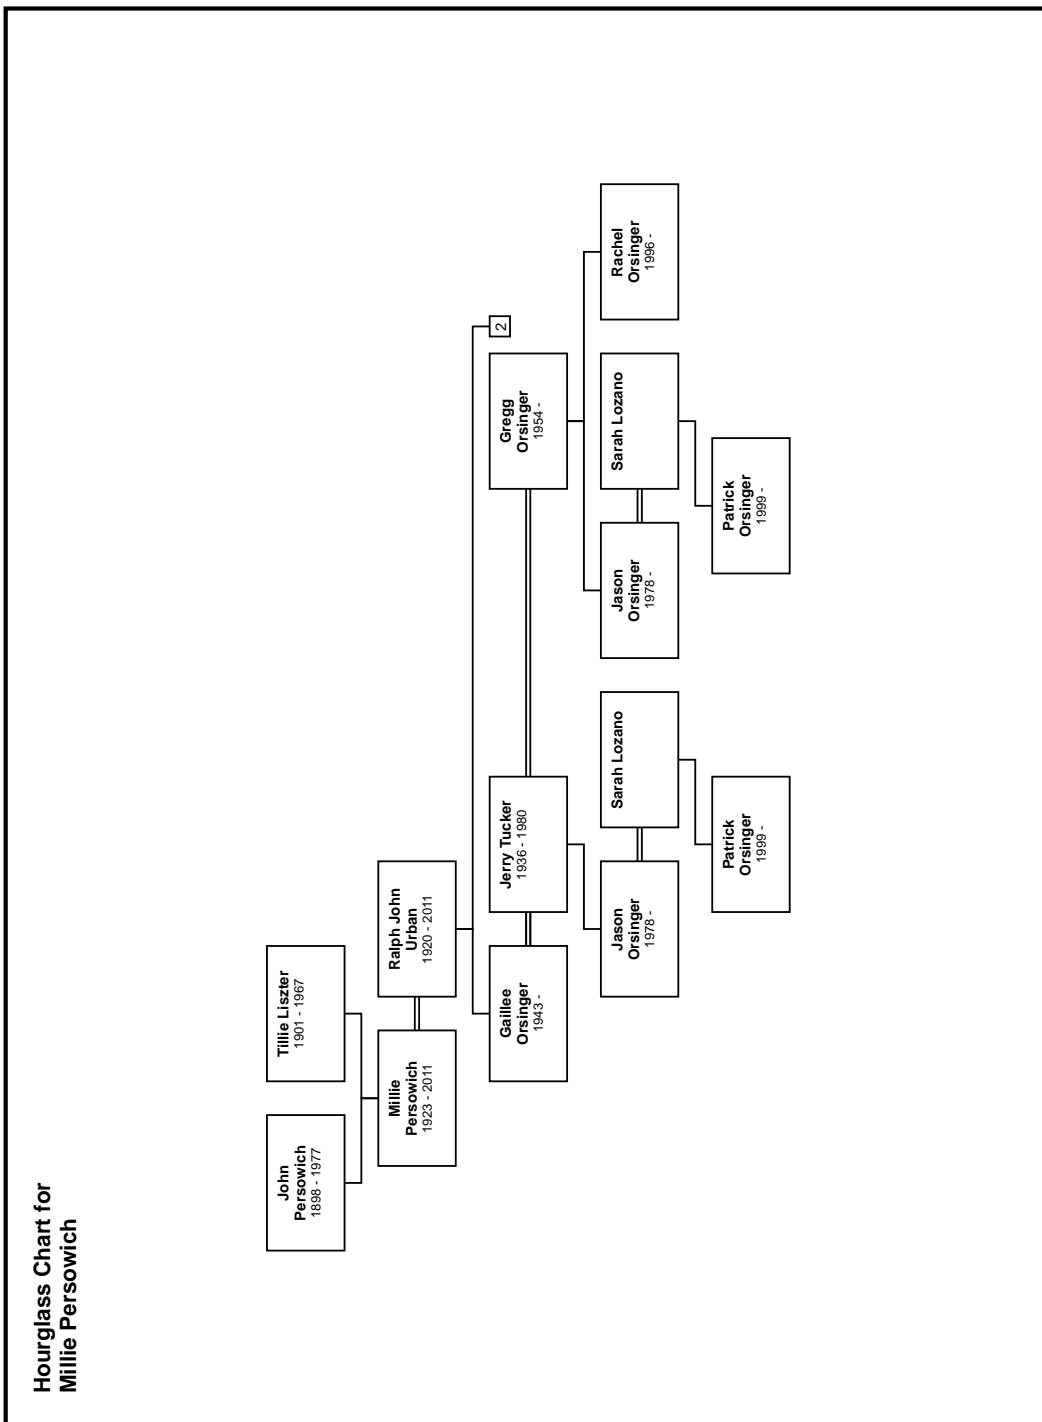 Hourglass Chart for
Millie Persowich
John
Persowich
1898 - 1977
Tillie Liszter
1901 - 1967
Millie
Persowich
1923 - 2011
Ralph John
Urban
1920 - 2011
Gaillee
Orsinger
1943 -
Jerry Tucker
1936 - 1980
Gregg
Orsinger
1954 -
2
Jason
Orsinger
1978 -
Sarah Lozano
Jason
Orsinger
1978 -
Sarah Lozano
Rachel
Orsinger
1996 -
Patrick
Orsinger
1999 -
Patrick
Orsinger
1999 -